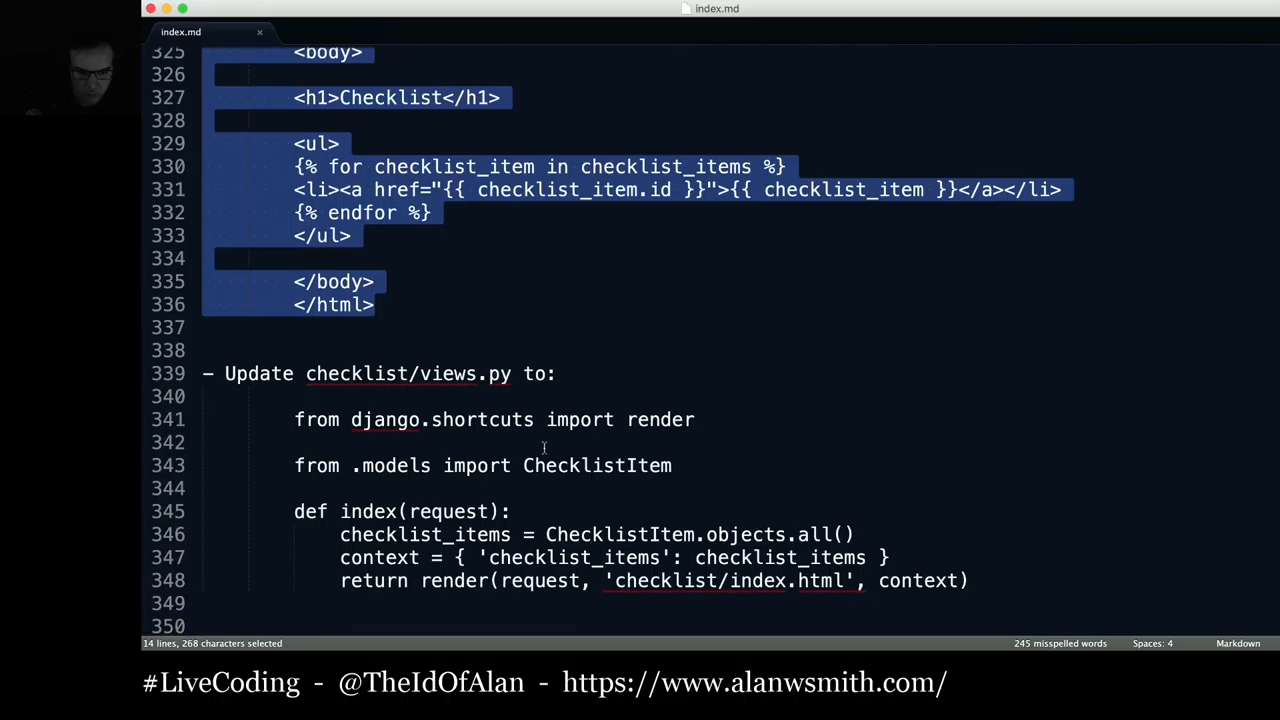 index.md
index.md ×
325 <body>
326
327 <h1>Checklist</h1>
328
329 <ul>
330 {% for checklist_item in checklist_items %}
331 <li><a href="{{ checklist_item.id }}">{{ checklist_item }}</a></li>
332 {% endfor %}
333 </ul>
334
335 </body>
336 </html>
337
338
339 - Update checklist/views.py to:
340
341 from django.shortcuts import render
342
343 from .models import ChecklistItem
344
345 def index(request):
346 checklist_items = ChecklistItem.objects.all()
347 context = { 'checklist_items': checklist_items }
348 return render(request, 'checklist/index.html', context)
349
350
14 lines, 268 characters selected 245 misspelled words Spaces: 4 Markdown
#LiveCoding - @TheIdOfAlan - https://www.alanwsmith.com/